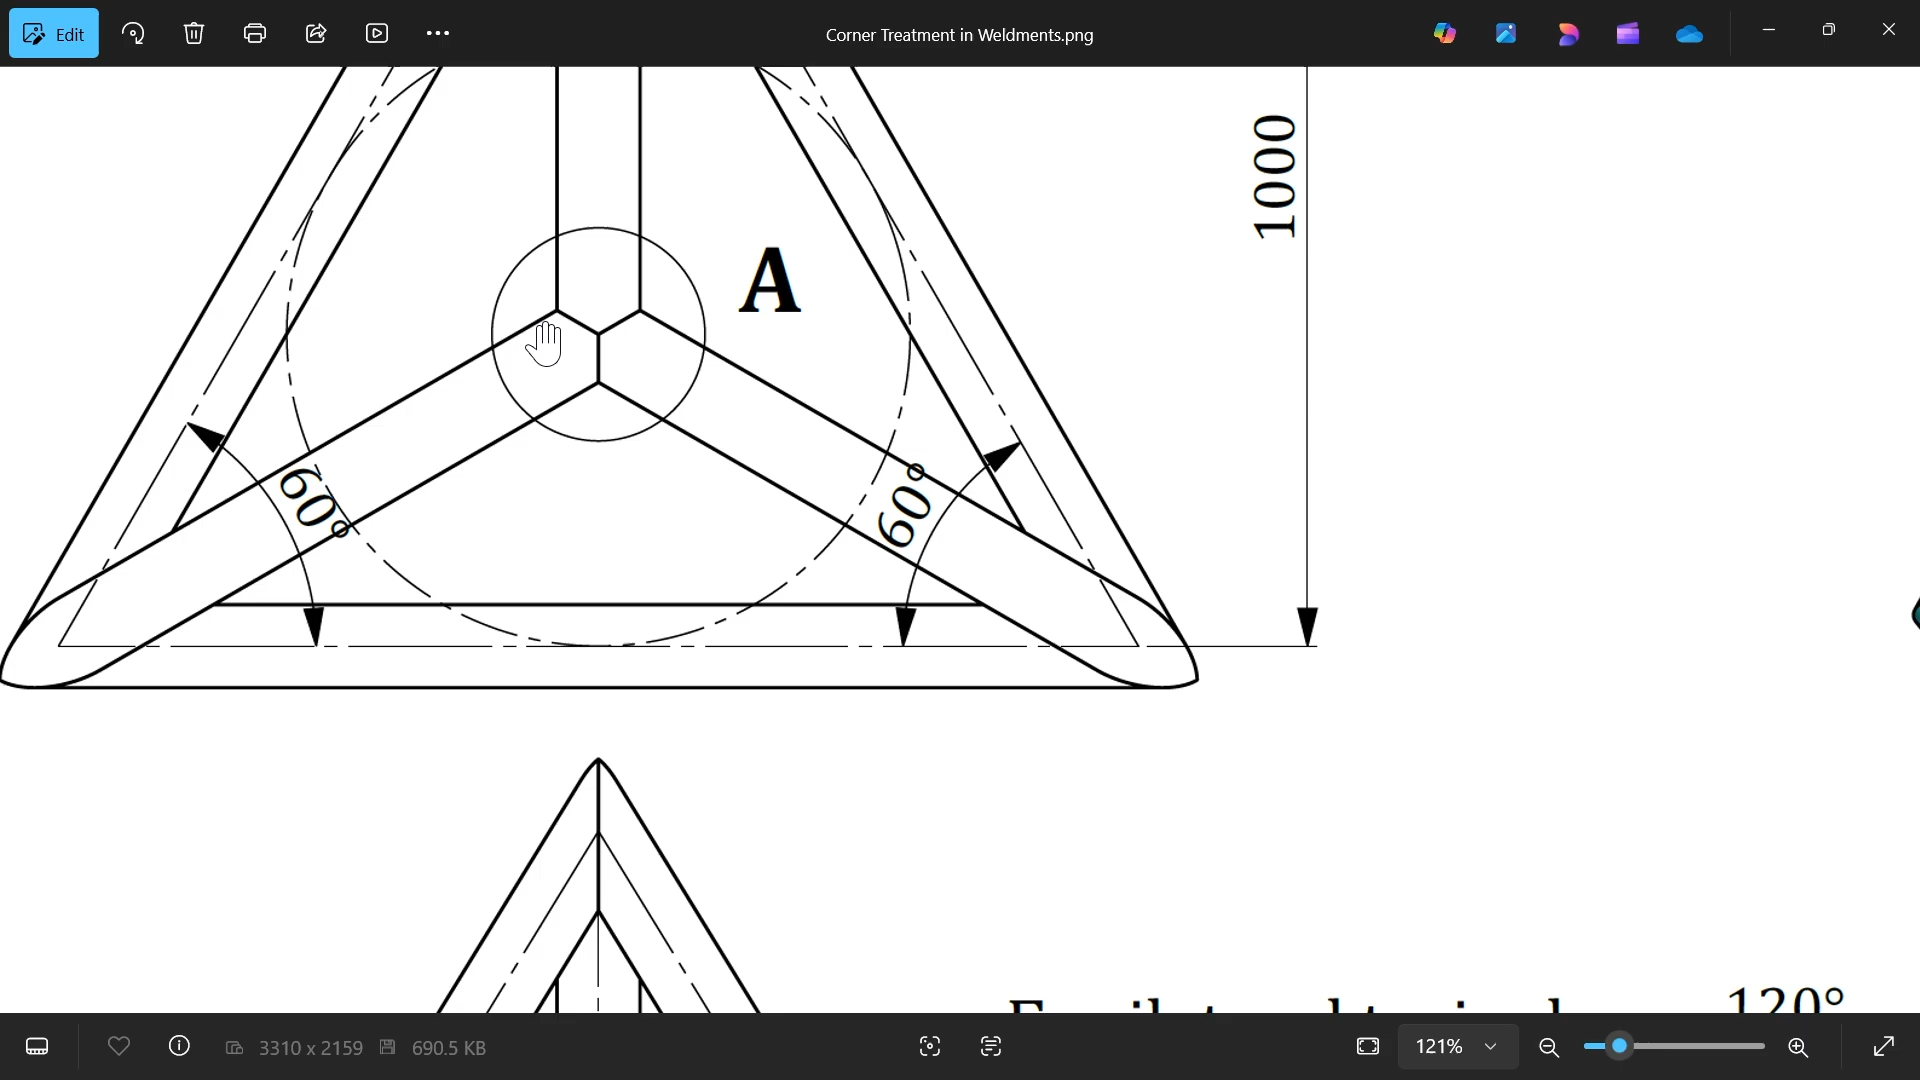 Edit
Corner Treatment in Weldments.png
1000
A
60°
60°
120°
3310 x 2159
690.5 KB
121%